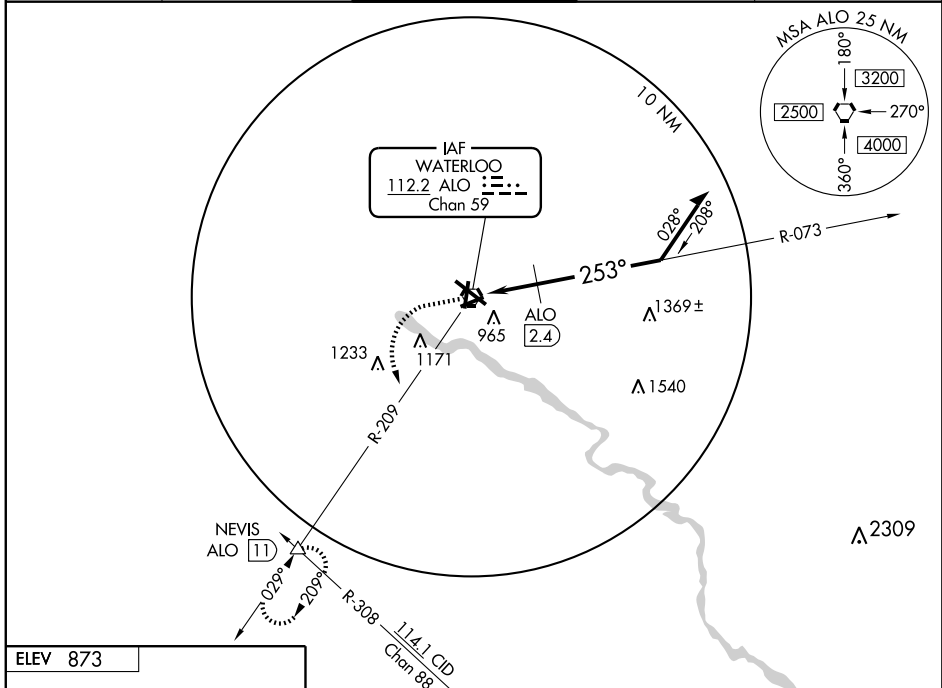 MSA ALO 25 NM
180°
3200
2500
270°
4000
360°
10 NM
IAF
WATERLOO
112.2 ALO
Chan 59
028°
208°
R-073
253°
ALO
2.4
965
1369 ±
1233
1171
1540
R-209
NEVIS
ALO 11
2309
029°
209°
R-308
114.1 CID
Chan 88
ELEV 873